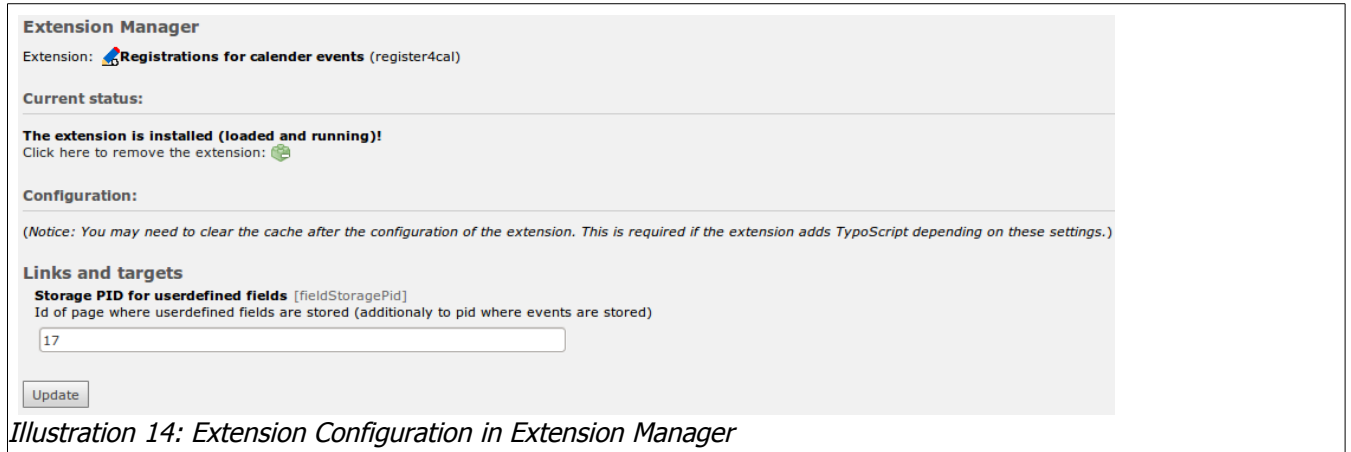 Extension Manager
Extension: Registrations for calender events (register4cal)
Current status:
The extension is installed (loaded and running)!
Click here to remove the extension:
Configuration:
(Notice: You may need to clear the cache after the configuration of the extension. This is required if the extension adds TypoScript depending on these settings.)
Links and targets
Storage PID for userdefined fields [fieldStoragePid]
Id of page where userdefined fields are stored (additionaly to pid where events are stored)
17
Update
Illustration 14: Extension Configuration in Extension Manager